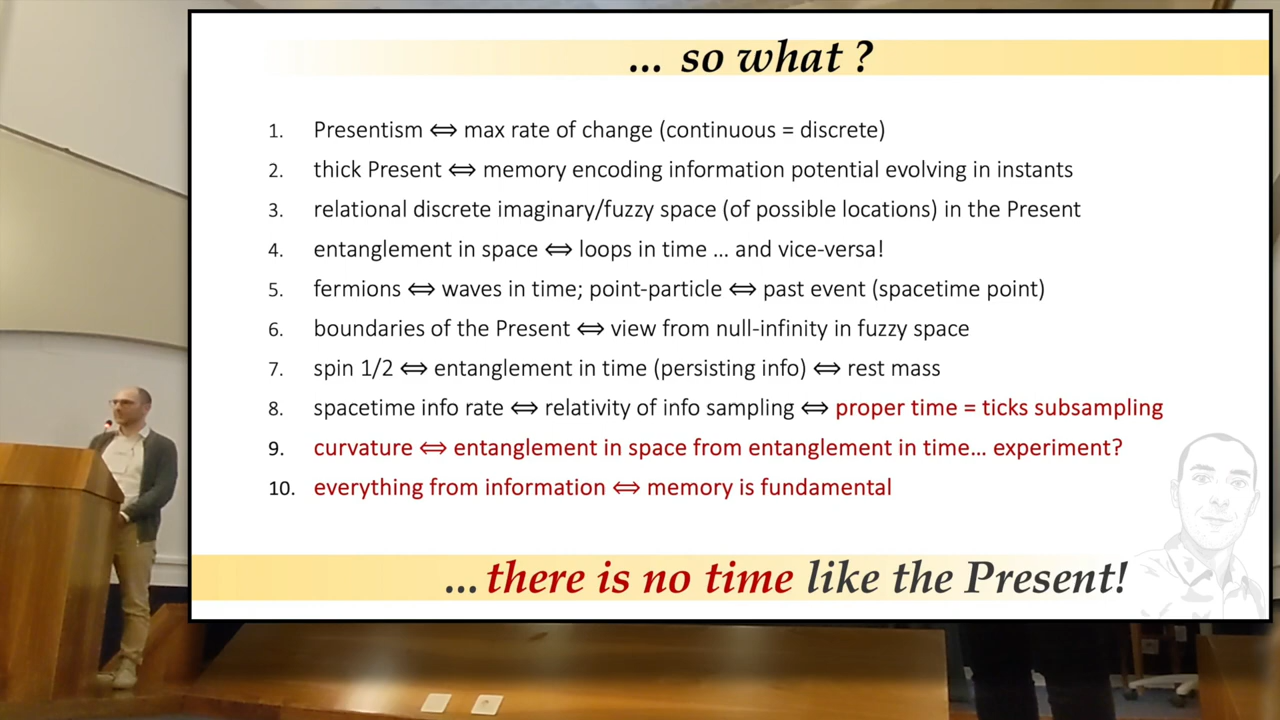 ... so what ?
1. Presentism ⟺ max rate of change (continuous = discrete)
2. thick Present ⟺ memory encoding information potential evolving in instants
3. relational discrete imaginary/fuzzy space (of possible locations) in the Present
4. entanglement in space ⟺ loops in time ... and vice-versa!
5. fermions ⟺ waves in time; point-particle ⟺ past event (spacetime point)
6. boundaries of the Present ⟺ view from null-infinity in fuzzy space
7. spin 1/2 ⟺ entanglement in time (persisting info) ⟺ rest mass
8. spacetime info rate ⟺ relativity of info sampling ⟺ proper time = ticks subsampling
9. curvature ⟺ entanglement in space from entanglement in time... experiment?
10. everything from information ⟺ memory is fundamental
... there is no time like the Present!